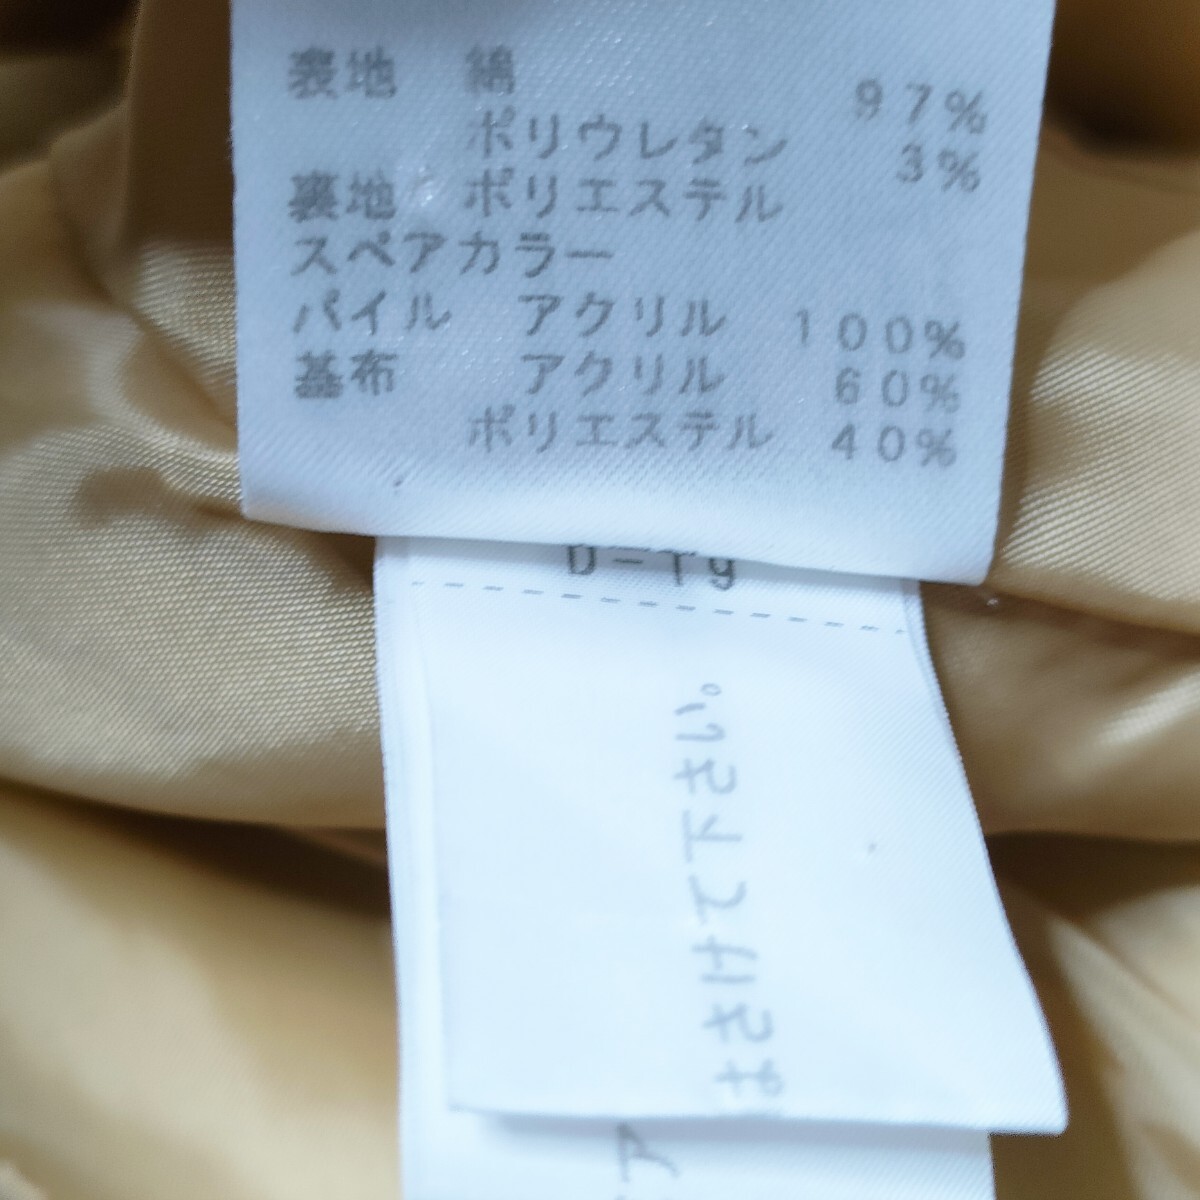 表地 綿 97%
ポリウレタン 3%
裏地 ポリエステル
スペアカラー
パイル アクリル 100%
基布 アクリル 60%
ポリエステル 40%